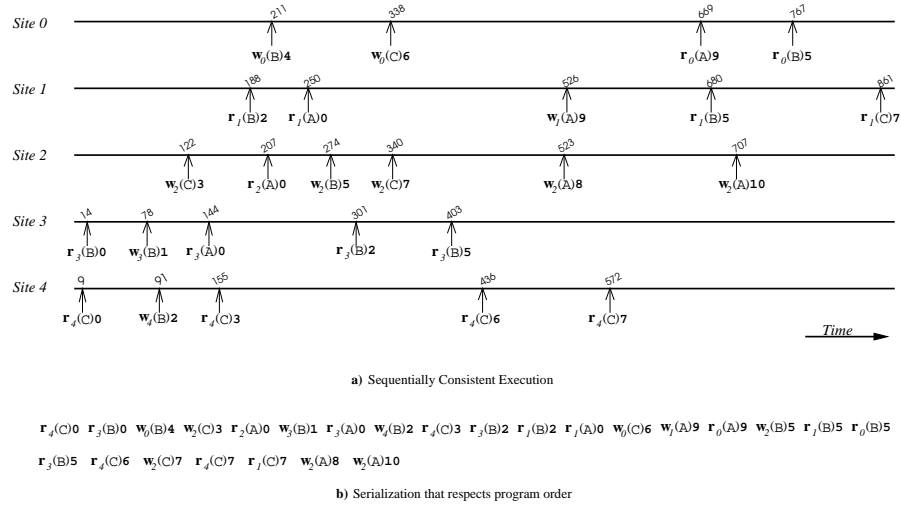 Site 0 211 338 669 767
w0(B)4 w0(C)6 r0(A)9 r0(B)5
Site 1 188 250 526 680 861
r1(B)2 r1(A)0 w1(A)9 r1(B)5 r1(C)7
Site 2 122 207 274 340 523 707
w2(C)3 r2(A)0 w2(B)5 w2(C)7 w2(A)8 w2(A)10
Site 3 14 78 144 301 403
r3(B)0 w3(B)1 r3(A)0 r3(B)2 r3(B)5
Site 4 9 91 155 436 572
r4(C)0 w4(B)2 r4(C)3 r4(C)6 r4(C)7
Time
a) Sequentially Consistent Execution
r4(C)0 r3(B)0 w0(B)4 w2(C)3 r2(A)0 w3(B)1 r3(A)0 w4(B)2 r4(C)3 r3(B)2 r1(B)2 r1(A)0 w0(C)6 w1(A)9 r0(A)9 w2(B)5 r1(B)5 r0(B)5
r3(B)5 r4(C)6 w2(C)7 r4(C)7 r1(C)7 w2(A)8 w2(A)10
b) Serialization that respects program order